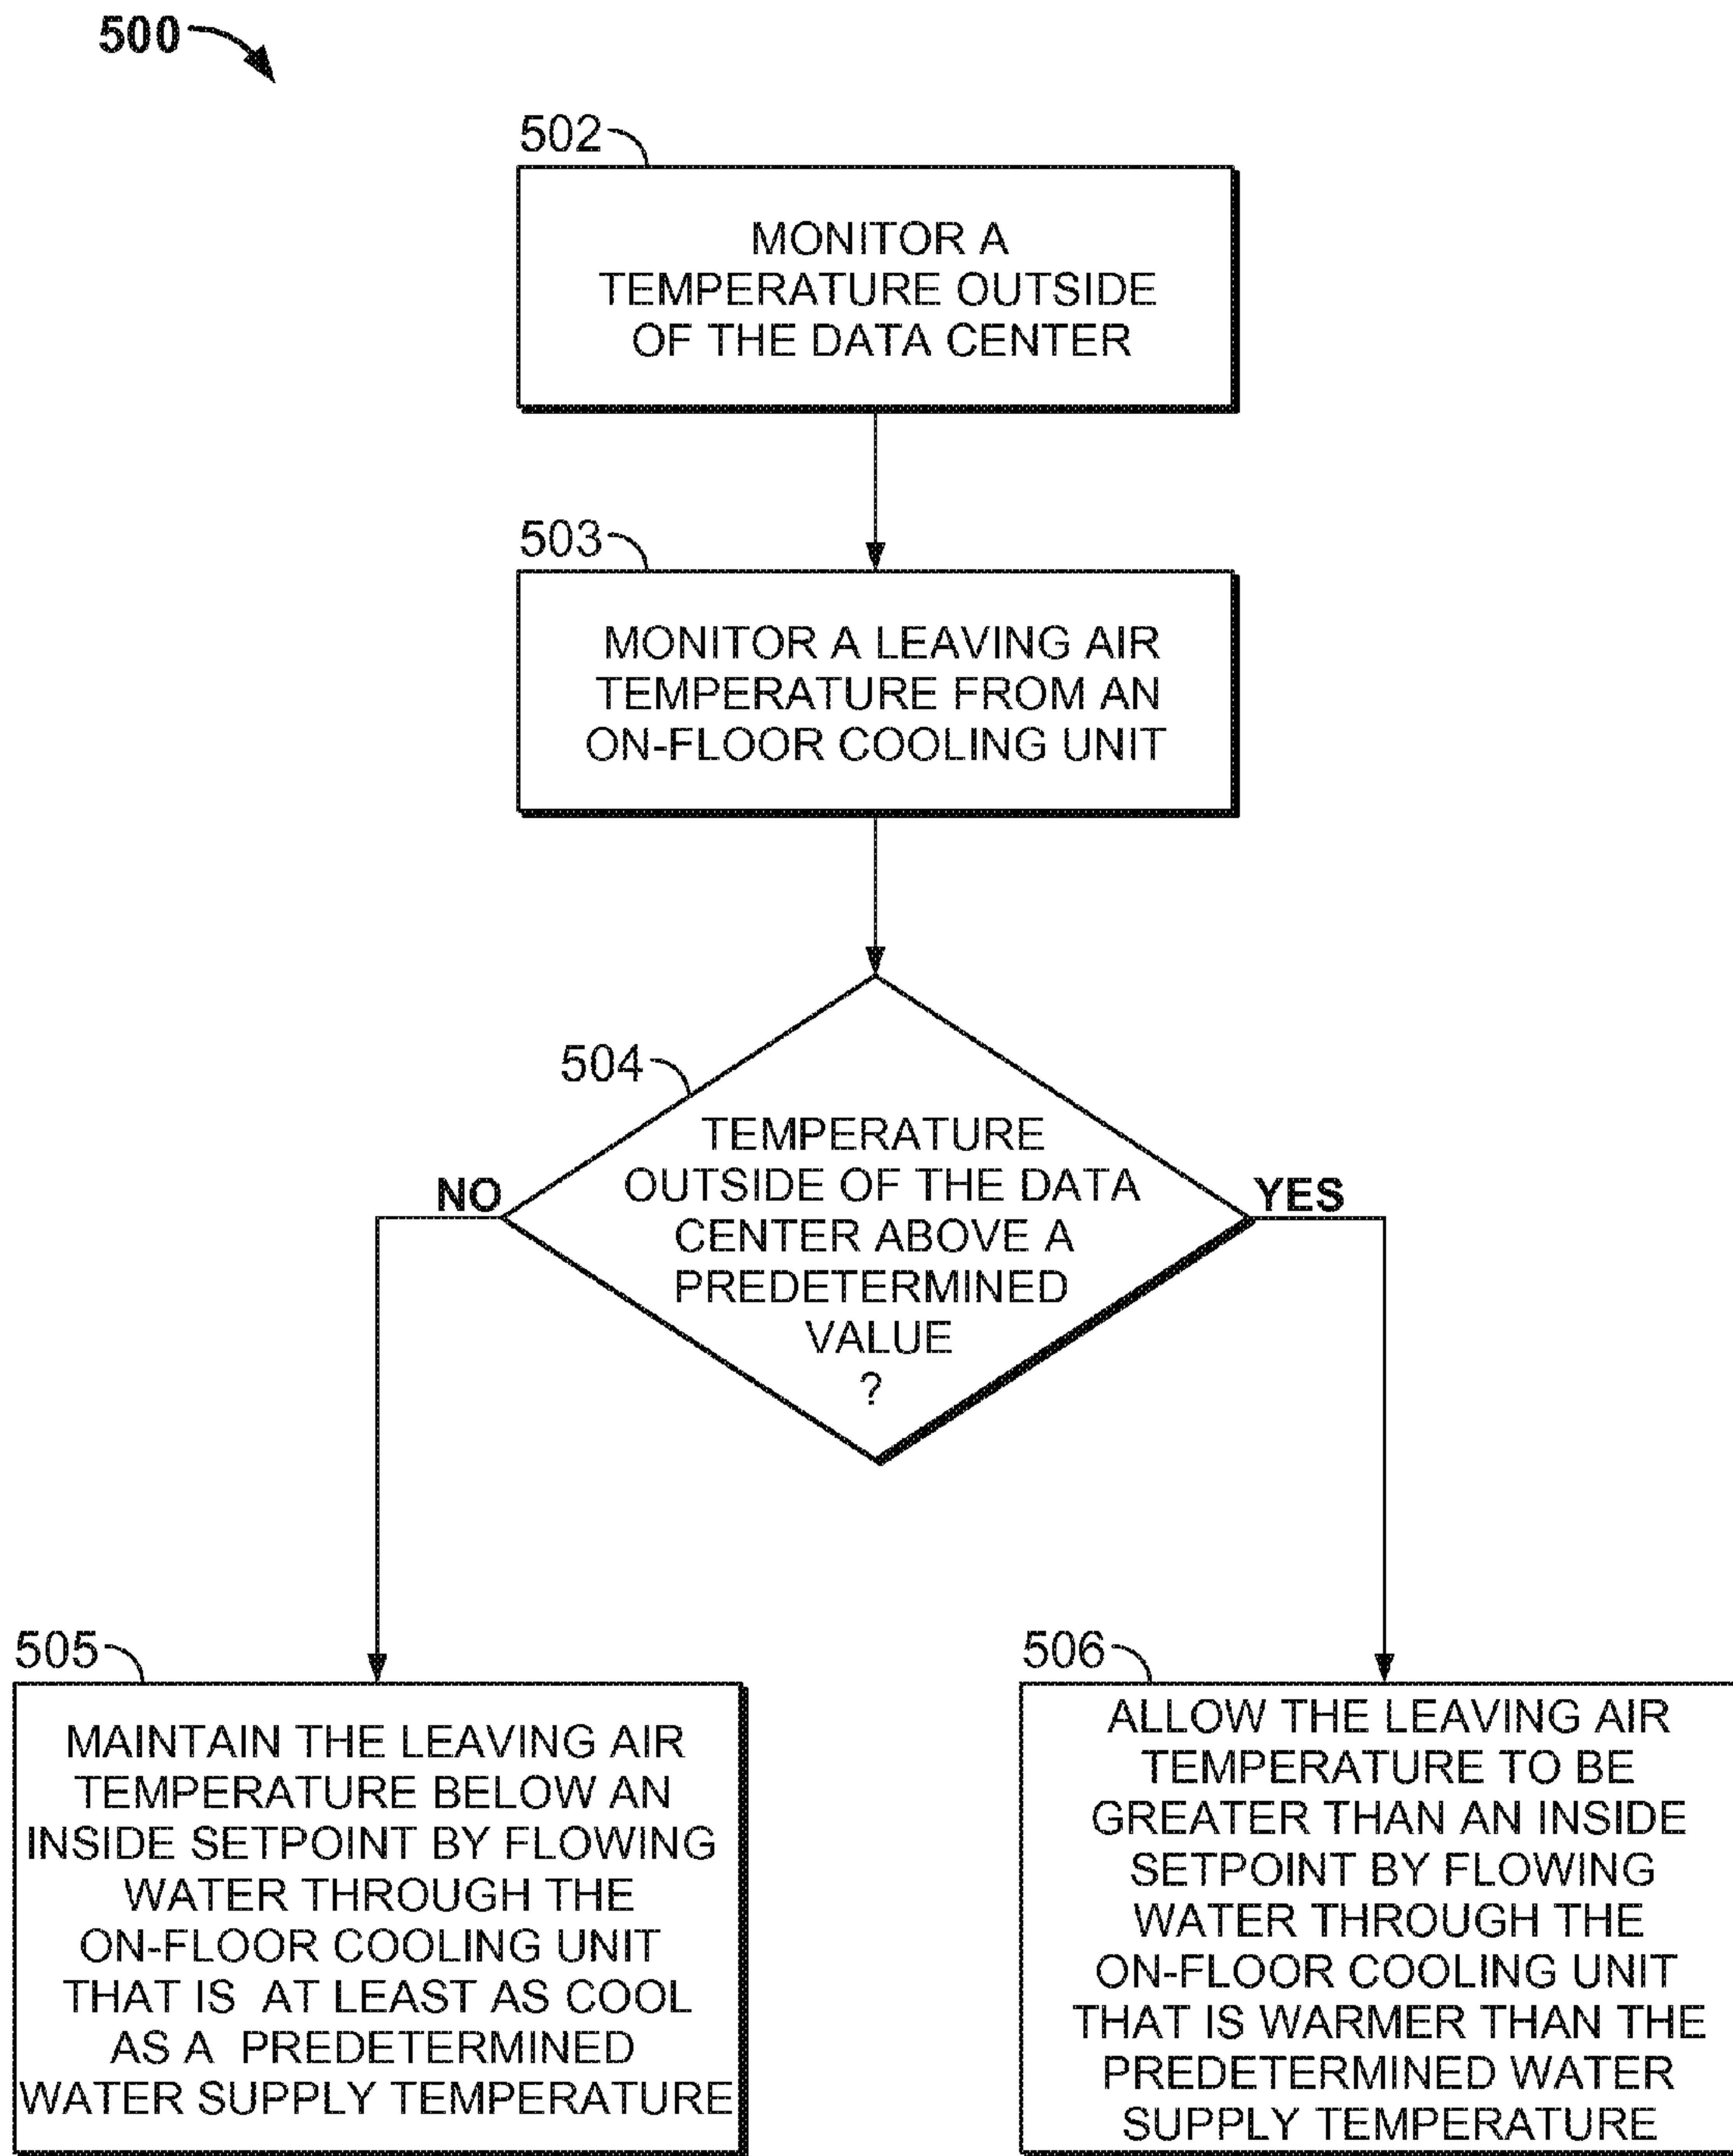 500
502
MONITOR A
TEMPERATURE OUTSIDE
OF THE DATA CENTER
503
MONITOR A LEAVING AIR
TEMPERATURE FROM AN
ON-FLOOR COOLING UNIT
504
TEMPERATURE
OUTSIDE OF THE DATA
CENTER ABOVE A
PREDETERMINED
VALUE
?
NO
YES
505
MAINTAIN THE LEAVING AIR
TEMPERATURE BELOW AN
INSIDE SETPOINT BY FLOWING
WATER THROUGH THE
ON-FLOOR COOLING UNIT
THAT IS AT LEAST AS COOL
AS A PREDETERMINED
WATER SUPPLY TEMPERATURE
506
ALLOW THE LEAVING AIR
TEMPERATURE TO BE
GREATER THAN AN INSIDE
SETPOINT BY FLOWING
WATER THROUGH THE
ON-FLOOR COOLING UNIT
THAT IS WARMER THAN THE
PREDETERMINED WATER
SUPPLY TEMPERATURE